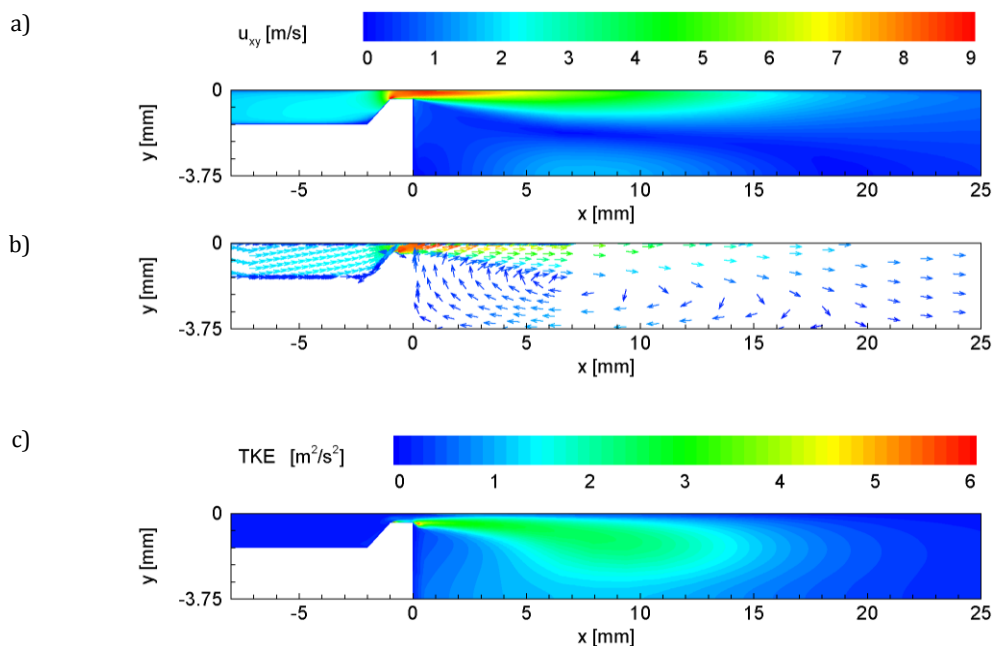 a)
u_xy [m/s]
0 1 2 3 4 5 6 7 8 9
0
y [mm]
-3.75
-5 0 5 10 15 20 25
x [mm]
b)
0
y [mm]
-3.75
-5 0 5 10 15 20 25
x [mm]
c)
TKE [m²/s²]
0 1 2 3 4 5 6
0
y [mm]
-3.75
-5 0 5 10 15 20 25
x [mm]